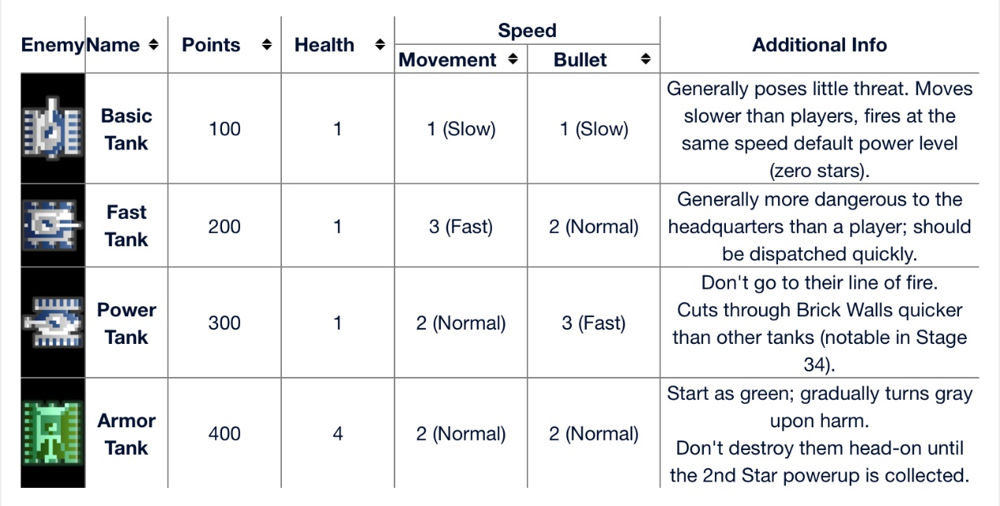 Speed
Enemy Name Points Health Movement Bullet Additional Info
Basic Tank 100 1 1 (Slow) 1 (Slow)
Generally poses little threat. Moves
slower than players, fires at the
same speed default power level
(zero stars).
Fast Tank 200 1 3 (Fast) 2 (Normal)
Generally more dangerous to the
headquarters than a player; should
be dispatched quickly.
Power Tank 300 1 2 (Normal) 3 (Fast)
Don't go to their line of fire.
Cuts through Brick Walls quicker
than other tanks (notable in Stage
34).
Armor Tank 400 4 2 (Normal) 2 (Normal)
Start as green; gradually turns gray
upon harm.
Don't destroy them head-on until
the 2nd Star powerup is collected.